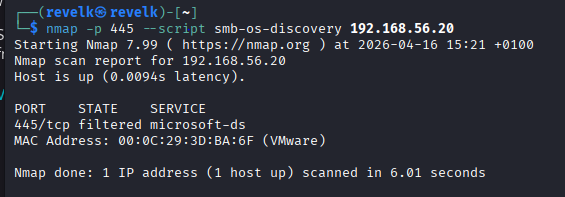 ┌──(revelk㉿revelk)-[~]
└─$ nmap -p 445 --script smb-os-discovery 192.168.56.20
Starting Nmap 7.99 ( https://nmap.org ) at 2026-04-16 15:21 +0100
Nmap scan report for 192.168.56.20
Host is up (0.0094s latency).

PORT    STATE    SERVICE
445/tcp filtered microsoft-ds
MAC Address: 00:0C:29:3D:BA:6F (VMware)

Nmap done: 1 IP address (1 host up) scanned in 6.01 seconds